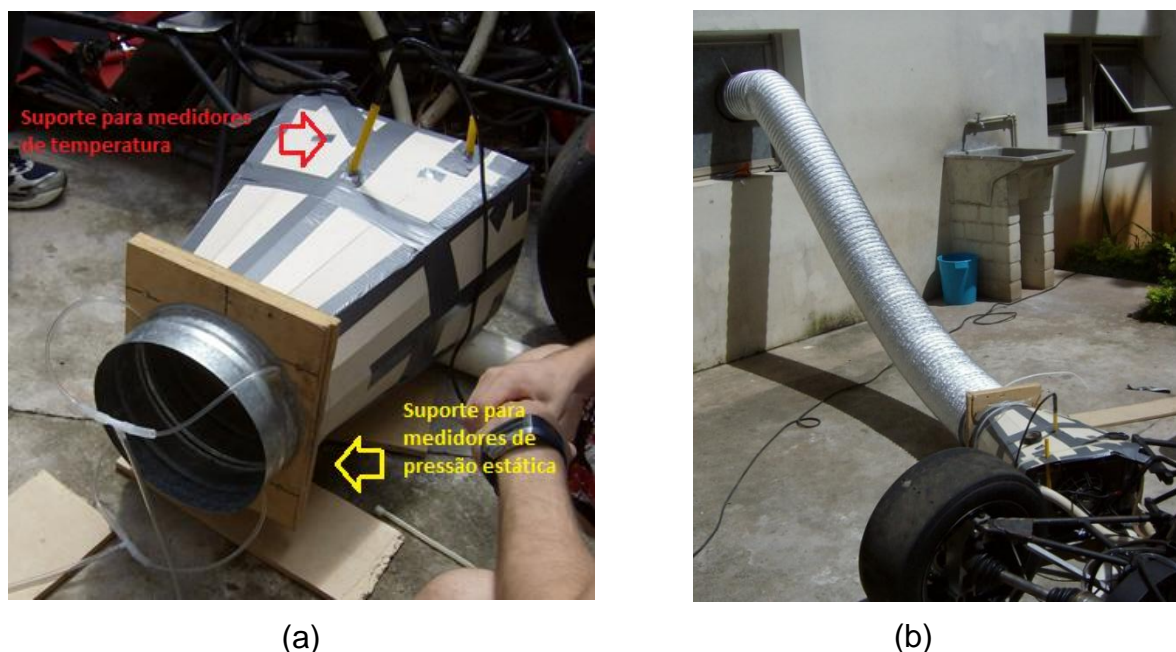 Suporte para medidores
de temperatura
Suporte para
medidores de
pressão estática
(a)
(b)